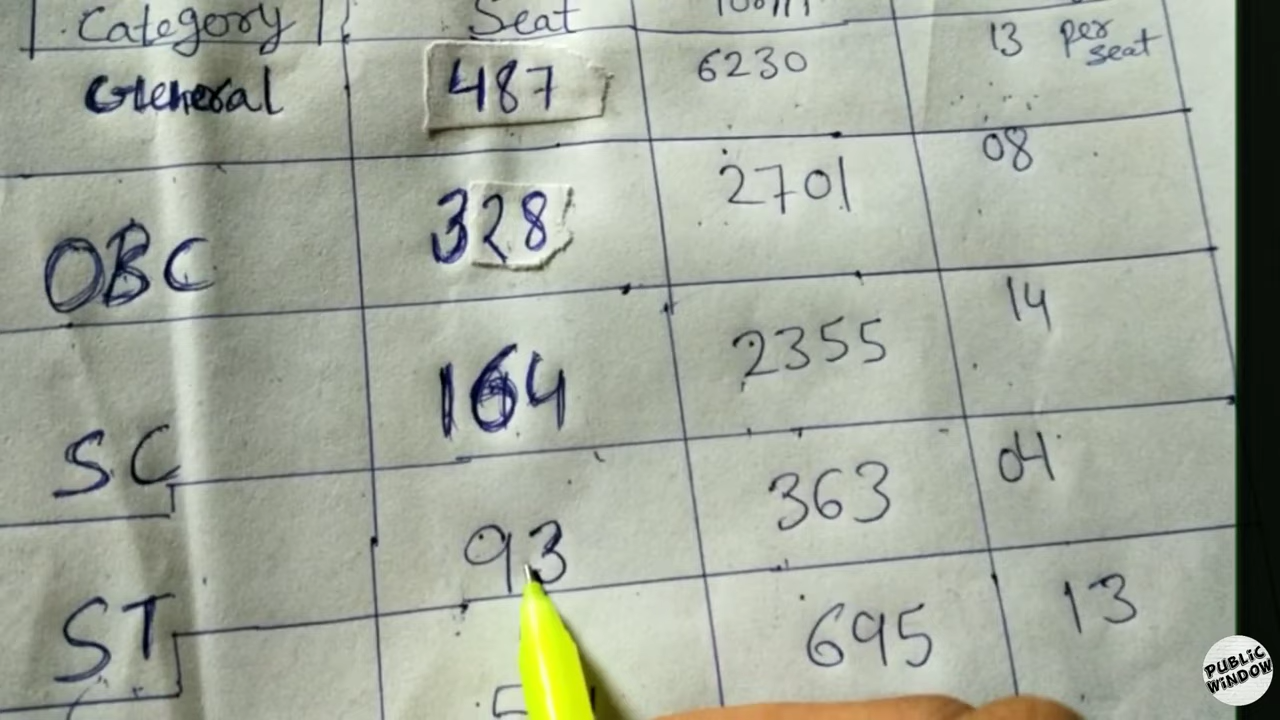 Category Seat
General 487 6230 13 per seat
OBC 328 2701 08
SC 164 2355 14
ST 93 363 04
695 13
PUBLIC
WINDOW